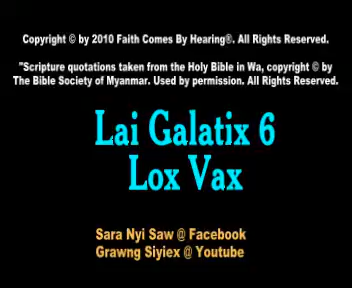 Copyright © by 2010 Faith Comes By Hearing®. All Rights Reserved.
"Scripture quotations taken from the Holy Bible in Wa, copyright © by
The Bible Society of Myanmar. Used by permission. All Rights Reserved.
Lai Galatix 6
Lox Vax
Sara Nyi Saw @ Facebook
Grawng Siyiex @ Youtube